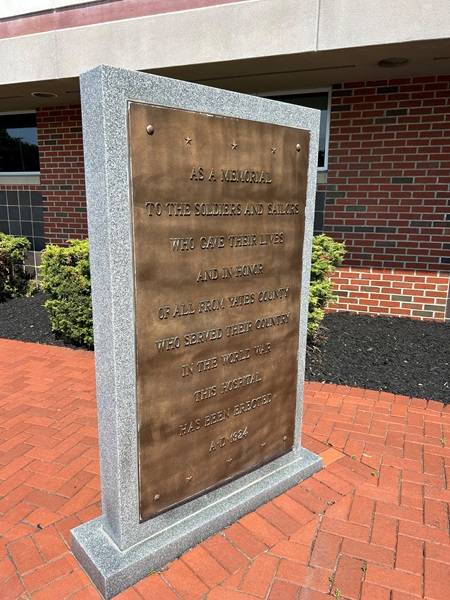 AS A MEMORIAL
TO THE SOLDIERS AND SAILORS
WHO GAVE THEIR LIVES
AND IN HONOR
OF ALL FROM YATES COUNTY
WHO SERVED THEIR COUNTRY
IN THE WORLD WAR
THIS HOSPITAL
HAS BEEN ERECTED
A·D·1924